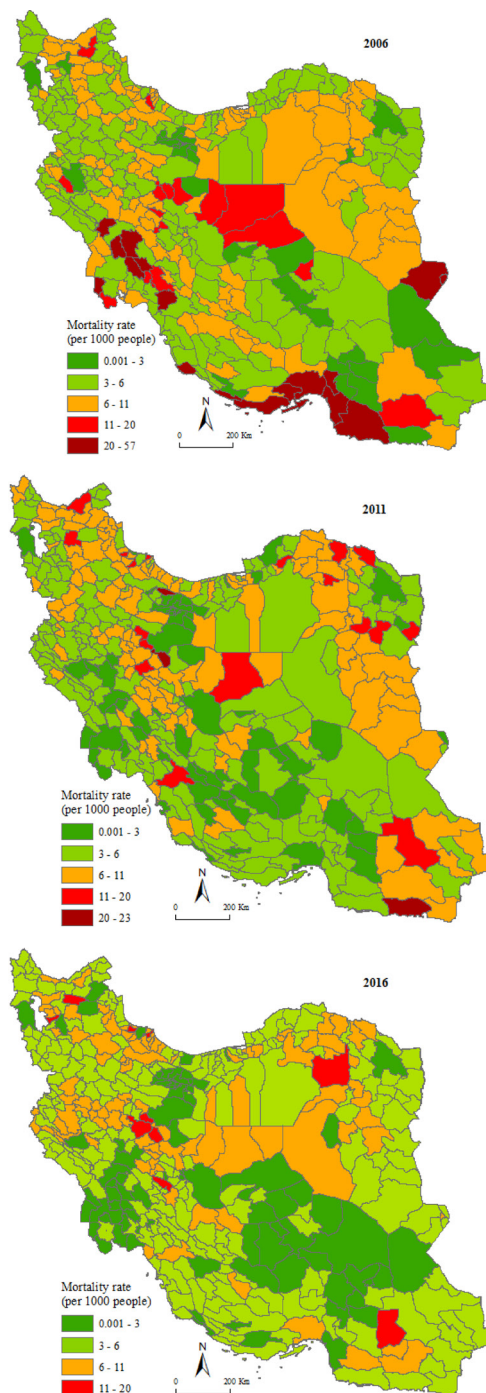 2006
Mortality rate
(per 1000 people)
0.001 - 3
3 - 6
6 - 11
11 - 20
20 - 57
N
0 200 Km
2011
Mortality rate
(per 1000 people)
0.001 - 3
3 - 6
6 - 11
11 - 20
20 - 23
N
0 200 Km
2016
Mortality rate
(per 1000 people)
0.001 - 3
3 - 6
6 - 11
11 - 20
N
0 200 Km